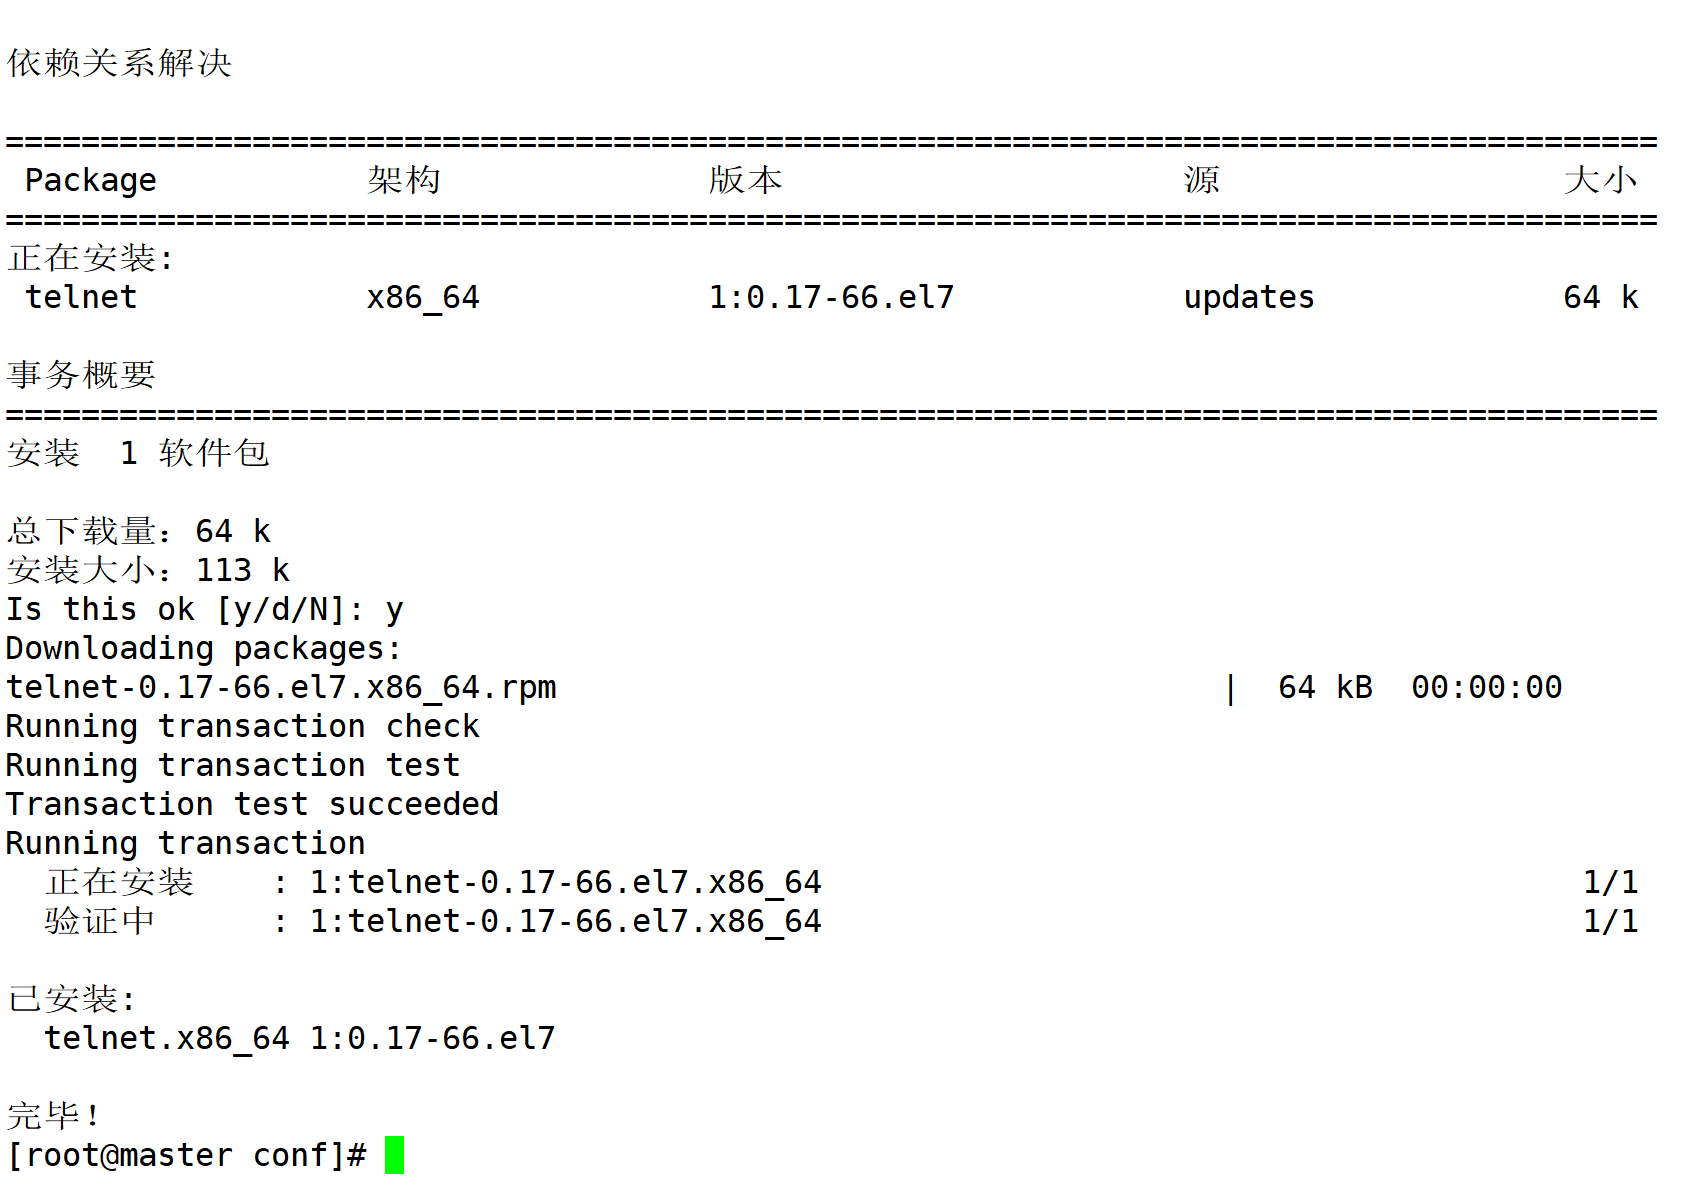 依赖关系解决
=======================================================================================
Package 架构 版本 源 大小
=======================================================================================
正在安装:
telnet x86_64 1:0.17-66.el7 updates 64 k
事务概要
=======================================================================================
安装 1 软件包
总下载量：64 k
安装大小：113 k
Is this ok [y/d/N]: y
Downloading packages:
telnet-0.17-66.el7.x86_64.rpm | 64 kB 00:00:00
Running transaction check
Running transaction test
Transaction test succeeded
Running transaction
正在安装 : 1:telnet-0.17-66.el7.x86_64 1/1
验证中 : 1:telnet-0.17-66.el7.x86_64 1/1
已安装:
telnet.x86_64 1:0.17-66.el7
完毕！
[root@master conf]#